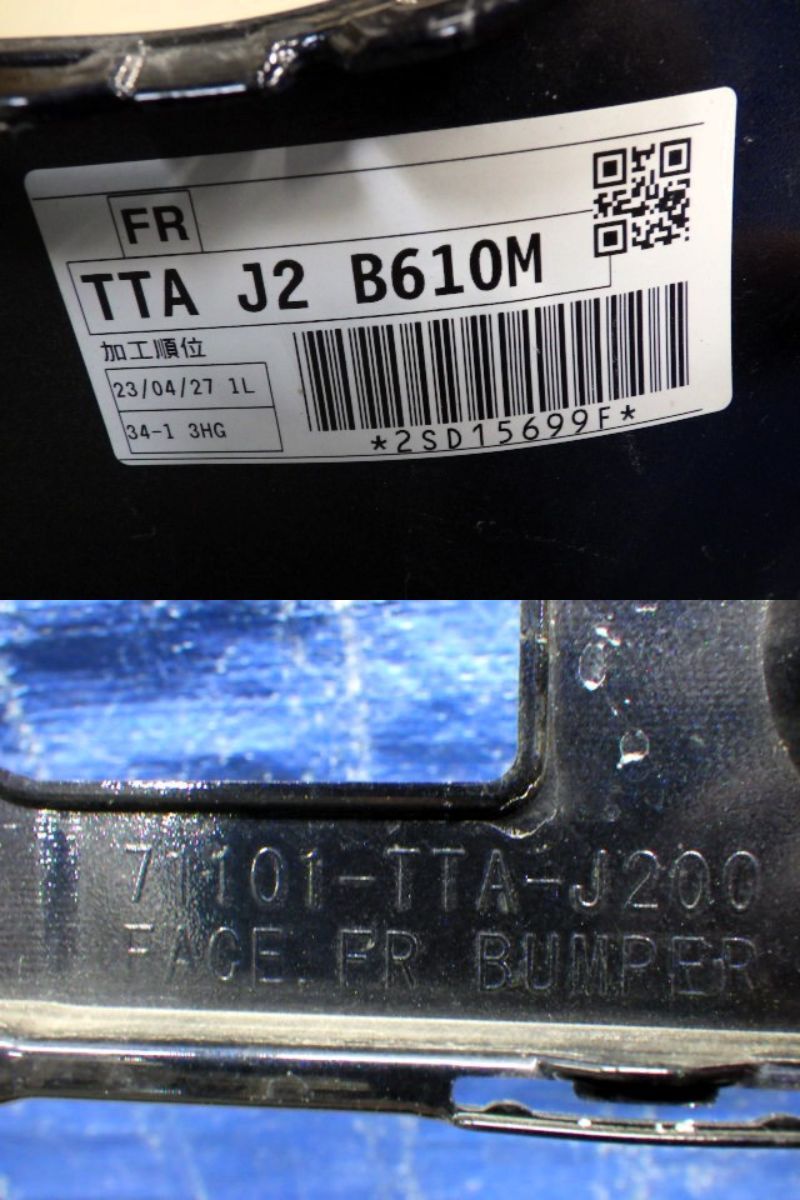 FR
TTA J2 B610M
加工順位
23/04/27 1L
34-1 3HG
*2SD15699F*
71101-TTA-J200
FACE FR BUMPER